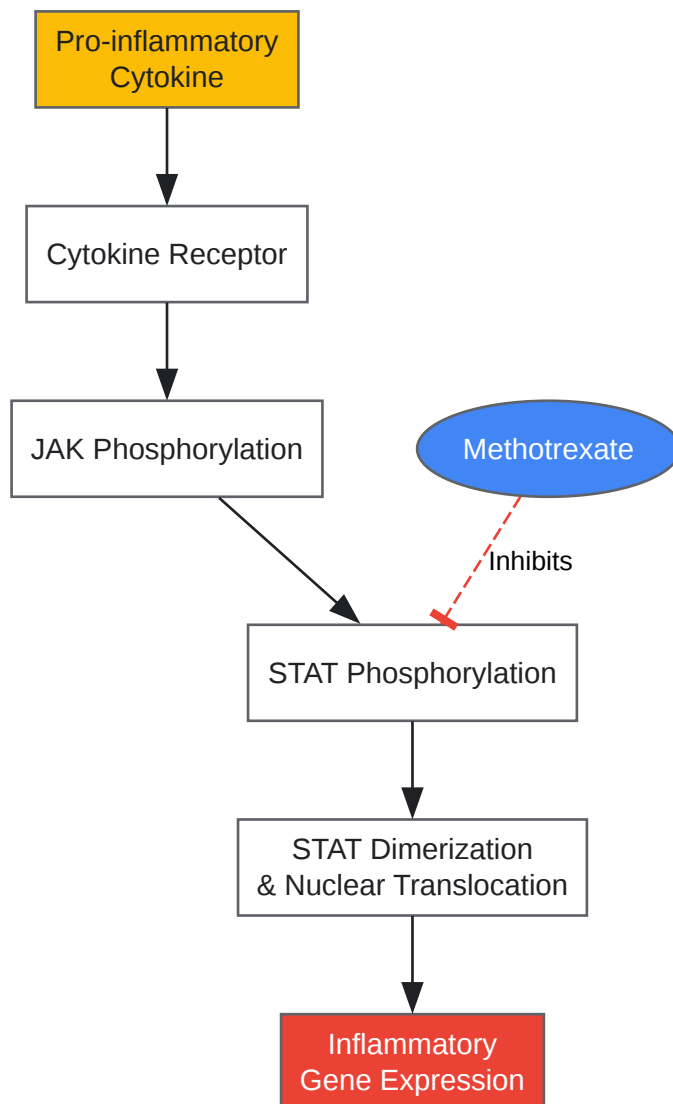 Pro-inflammatory
Cytokine
Cytokine Receptor
JAK Phosphorylation
Methotrexate
Inhibits
STAT Phosphorylation
STAT Dimerization
& Nuclear Translocation
Inflammatory
Gene Expression